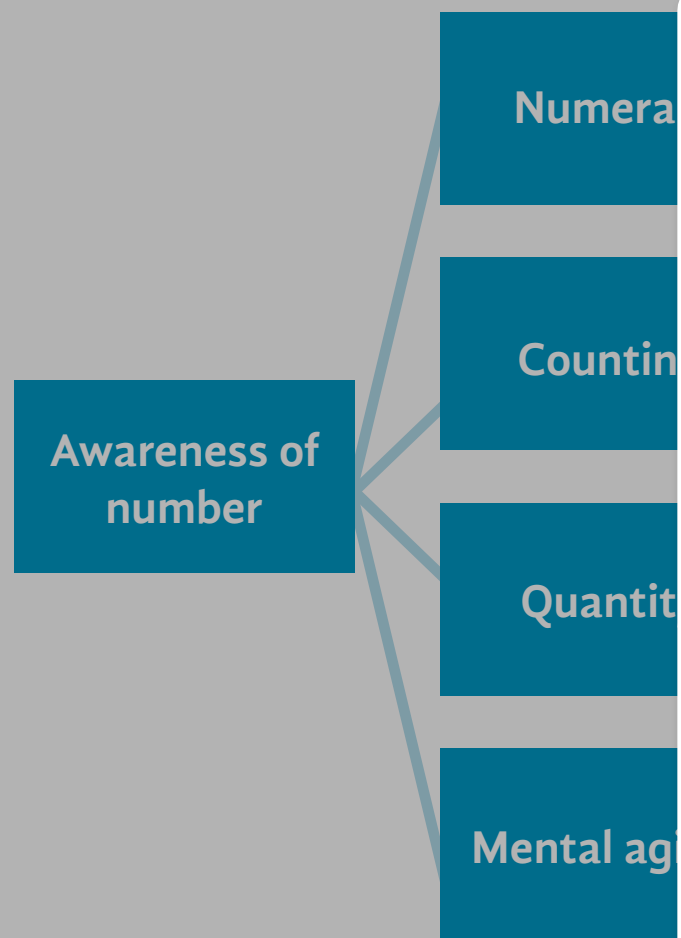 Numera
Countin
Awareness of
number
Quantit
Mental agi